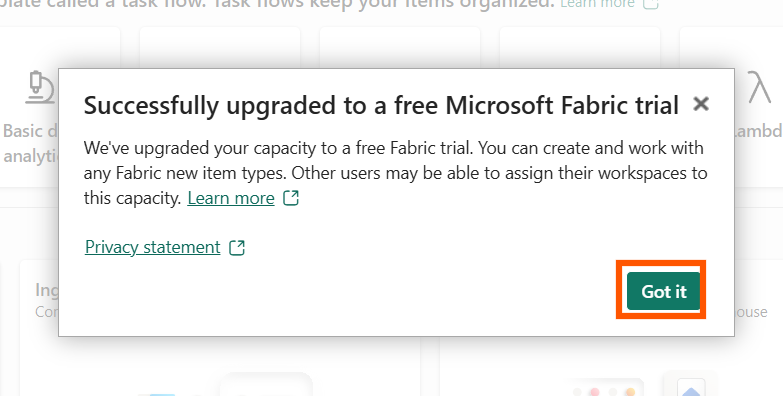 plate called a task flow. Task flows keep your items organized. Learn more
Successfully upgraded to a free Microsoft Fabric trial
Basic d
Lambd
analyti
We've upgraded your capacity to a free Fabric trial. You can create and work with
any Fabric new item types. Other users may be able to assign their workspaces to
this capacity. Learn more
Privacy statement
Got it
Ing
Cor
ouse